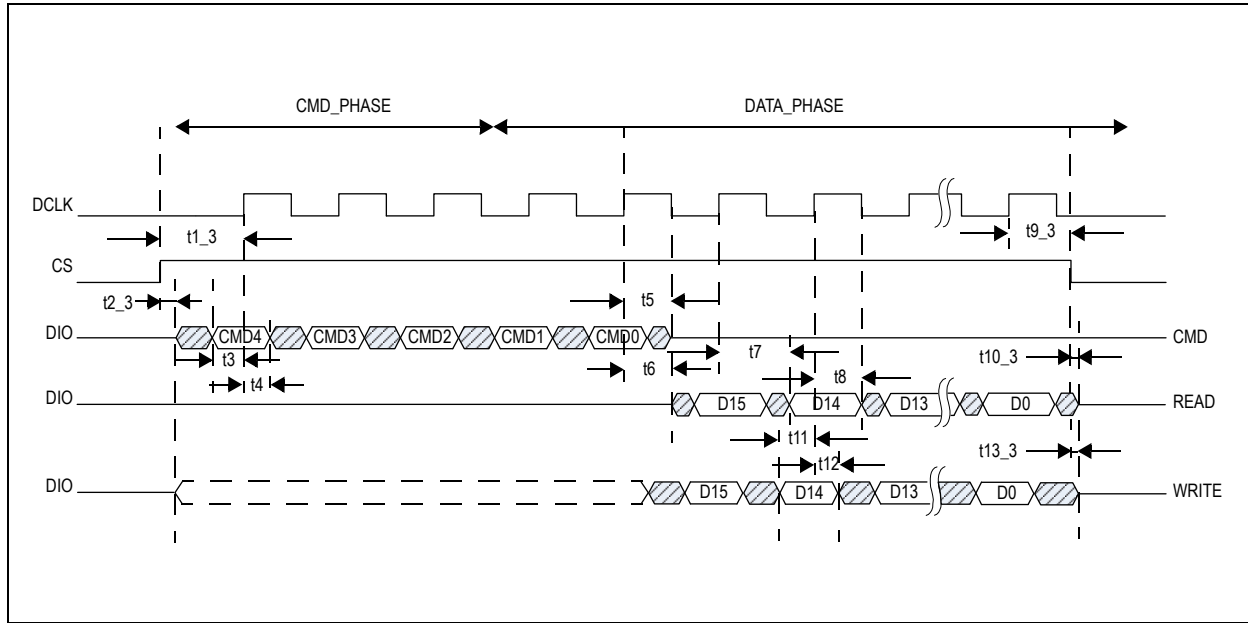 CMD_PHASE DATA_PHASE
DCLK
t1_3 t9_3
CS
t2_3 t5
DIO CMD4 CMD3 CMD2 CMD1 CMD0 CMD
t3 t6 t7 t10_3
t4 t8
DIO D15 D14 D13 D0 READ
t11 t13_3
t12
DIO D15 D14 D13 D0 WRITE